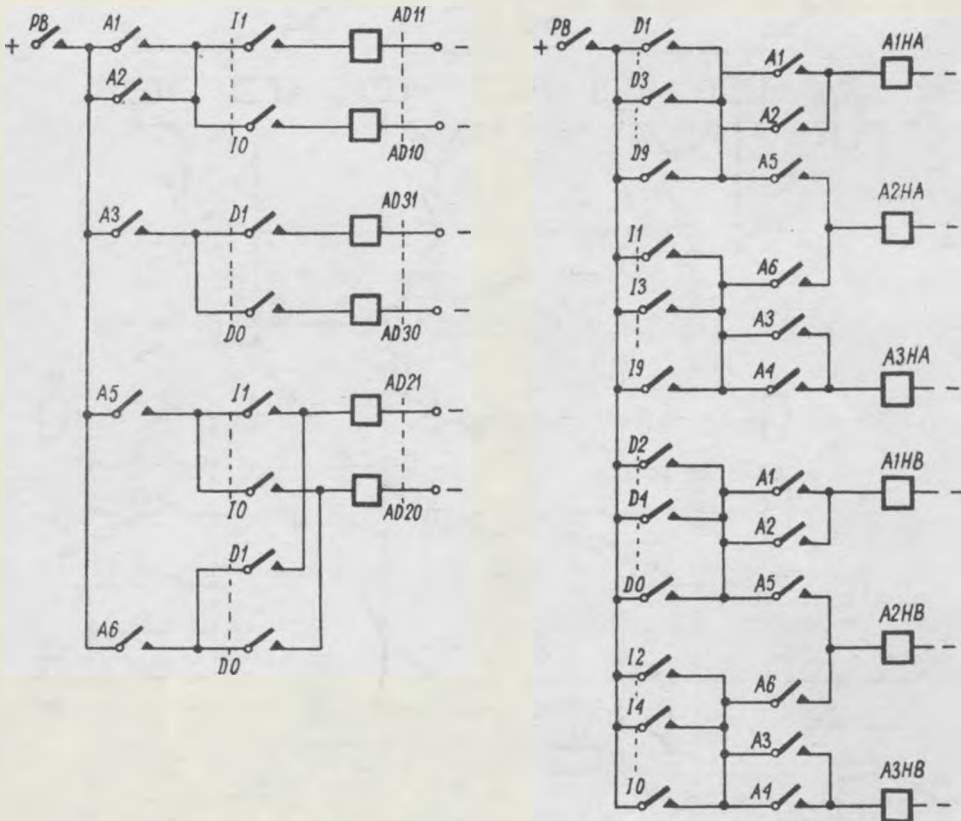 + PB A1 I1 AD11 −
A2
I0 AD10 −
A3 D1 AD31 −
D0 AD30 −
A5 I1 AD21 −
I0 AD20 −
D1
A6
D0
+ PB D1 A1 A1HA −
D3
A2
D9 A5
A2HA −
I1
A6
I3
A3
I9 A4 A3HA −
D2
A1 A1HB −
D4
A2
D0 A5
A2HB −
I2
A6
I4
A3
I0 A4 A3HB −